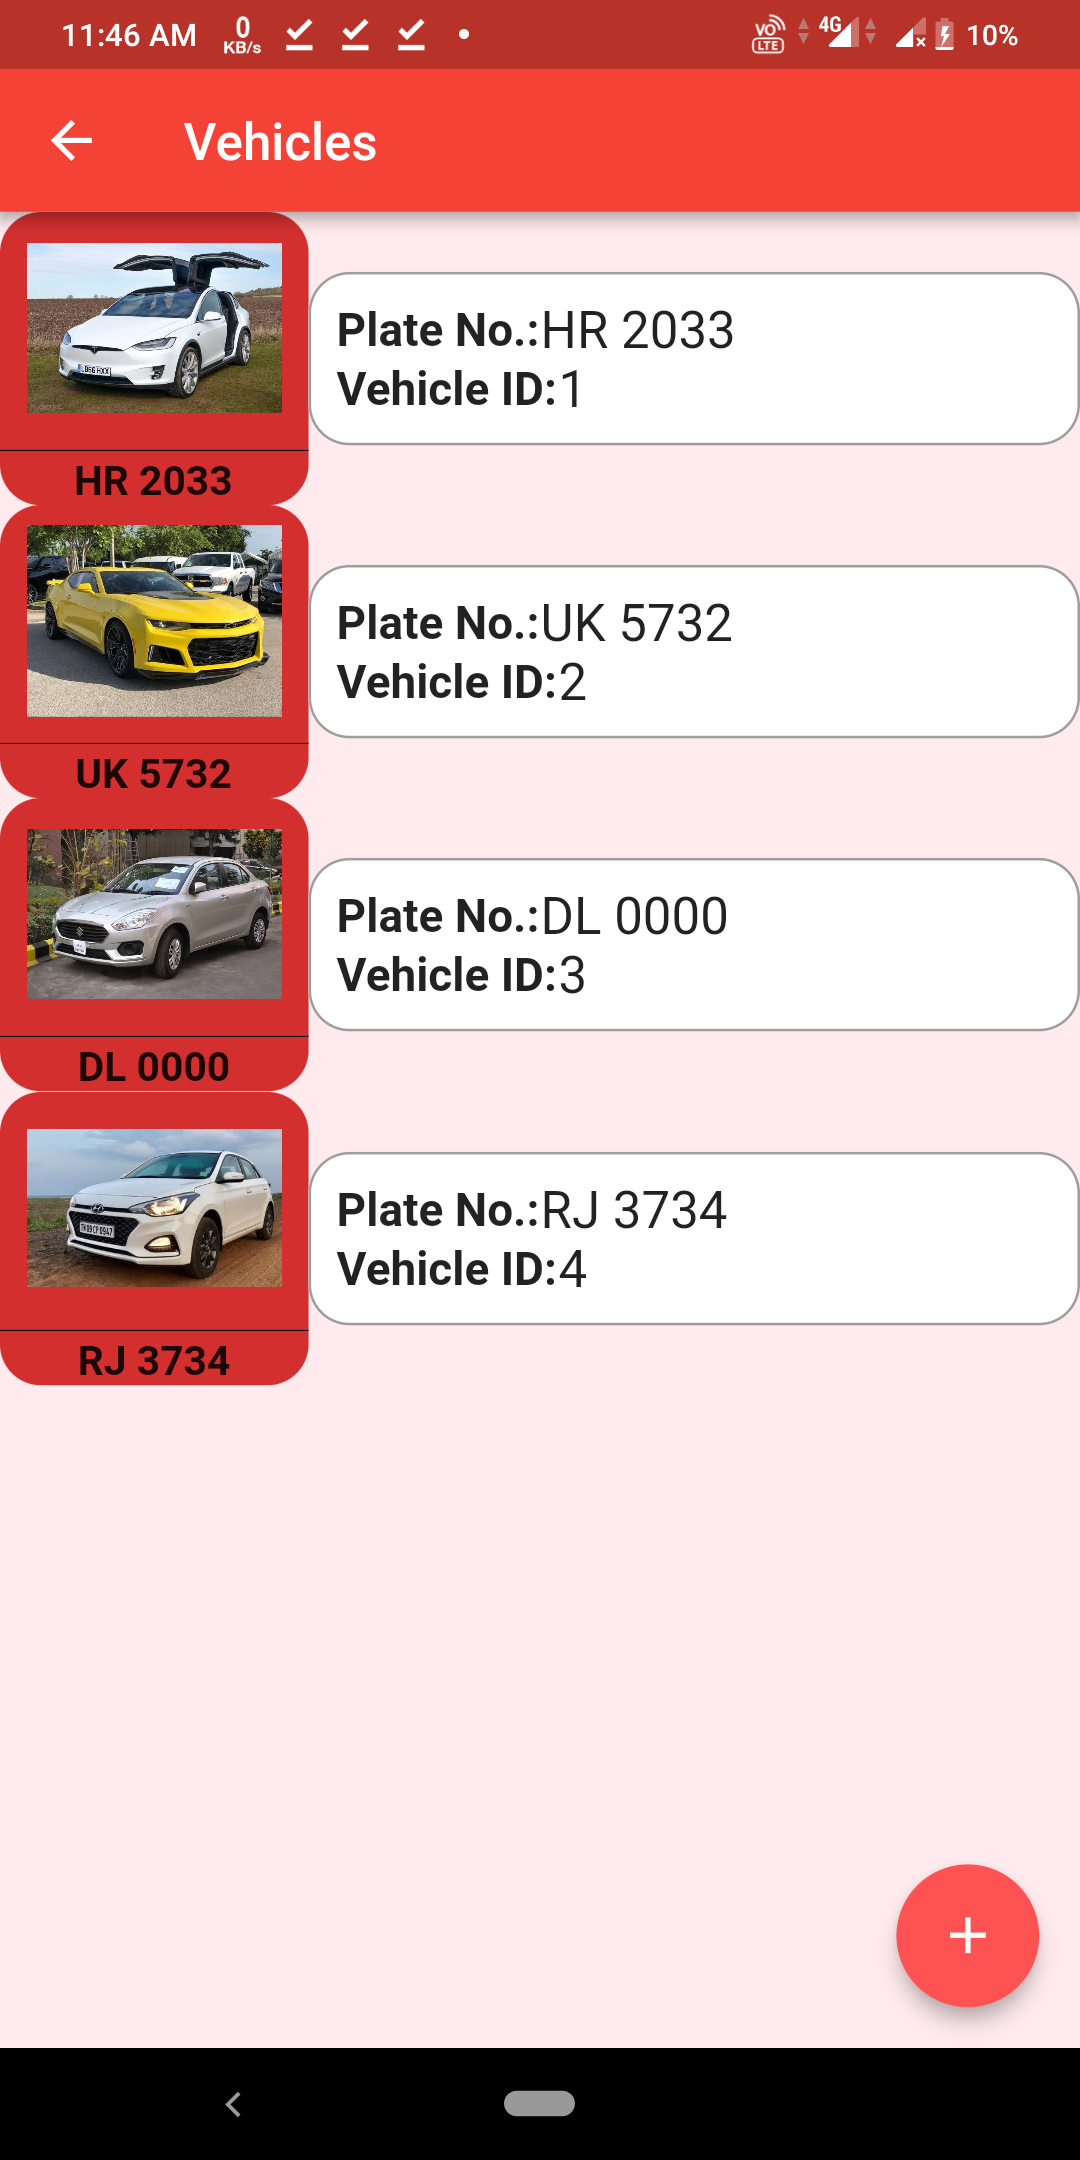 11:46 AM
0
KB/s
VO
LTE
4G
10%
Vehicles
HR 2033
Plate No.:HR 2033
Vehicle ID:1
UK 5732
Plate No.:UK 5732
Vehicle ID:2
DL 0000
Plate No.:DL 0000
Vehicle ID:3
RJ 3734
Plate No.:RJ 3734
Vehicle ID:4